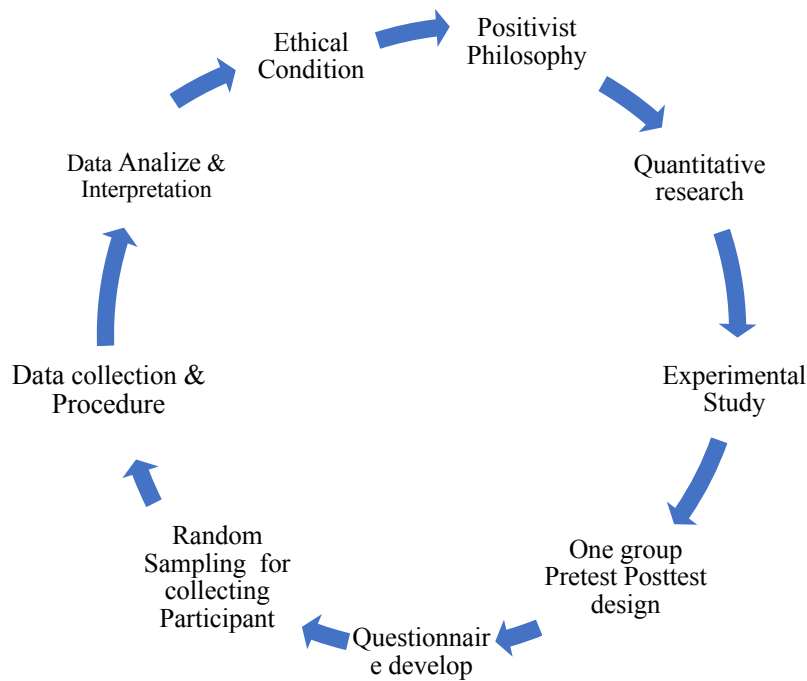 Ethical
Condition
Positivist
Philosophy
Quantitative
research
Experimental
Study
One group
Pretest Posttest
design
Questionnair
e develop
Random
Sampling for
collecting
Participant
Data collection &
Procedure
Data Analize &
Interpretation